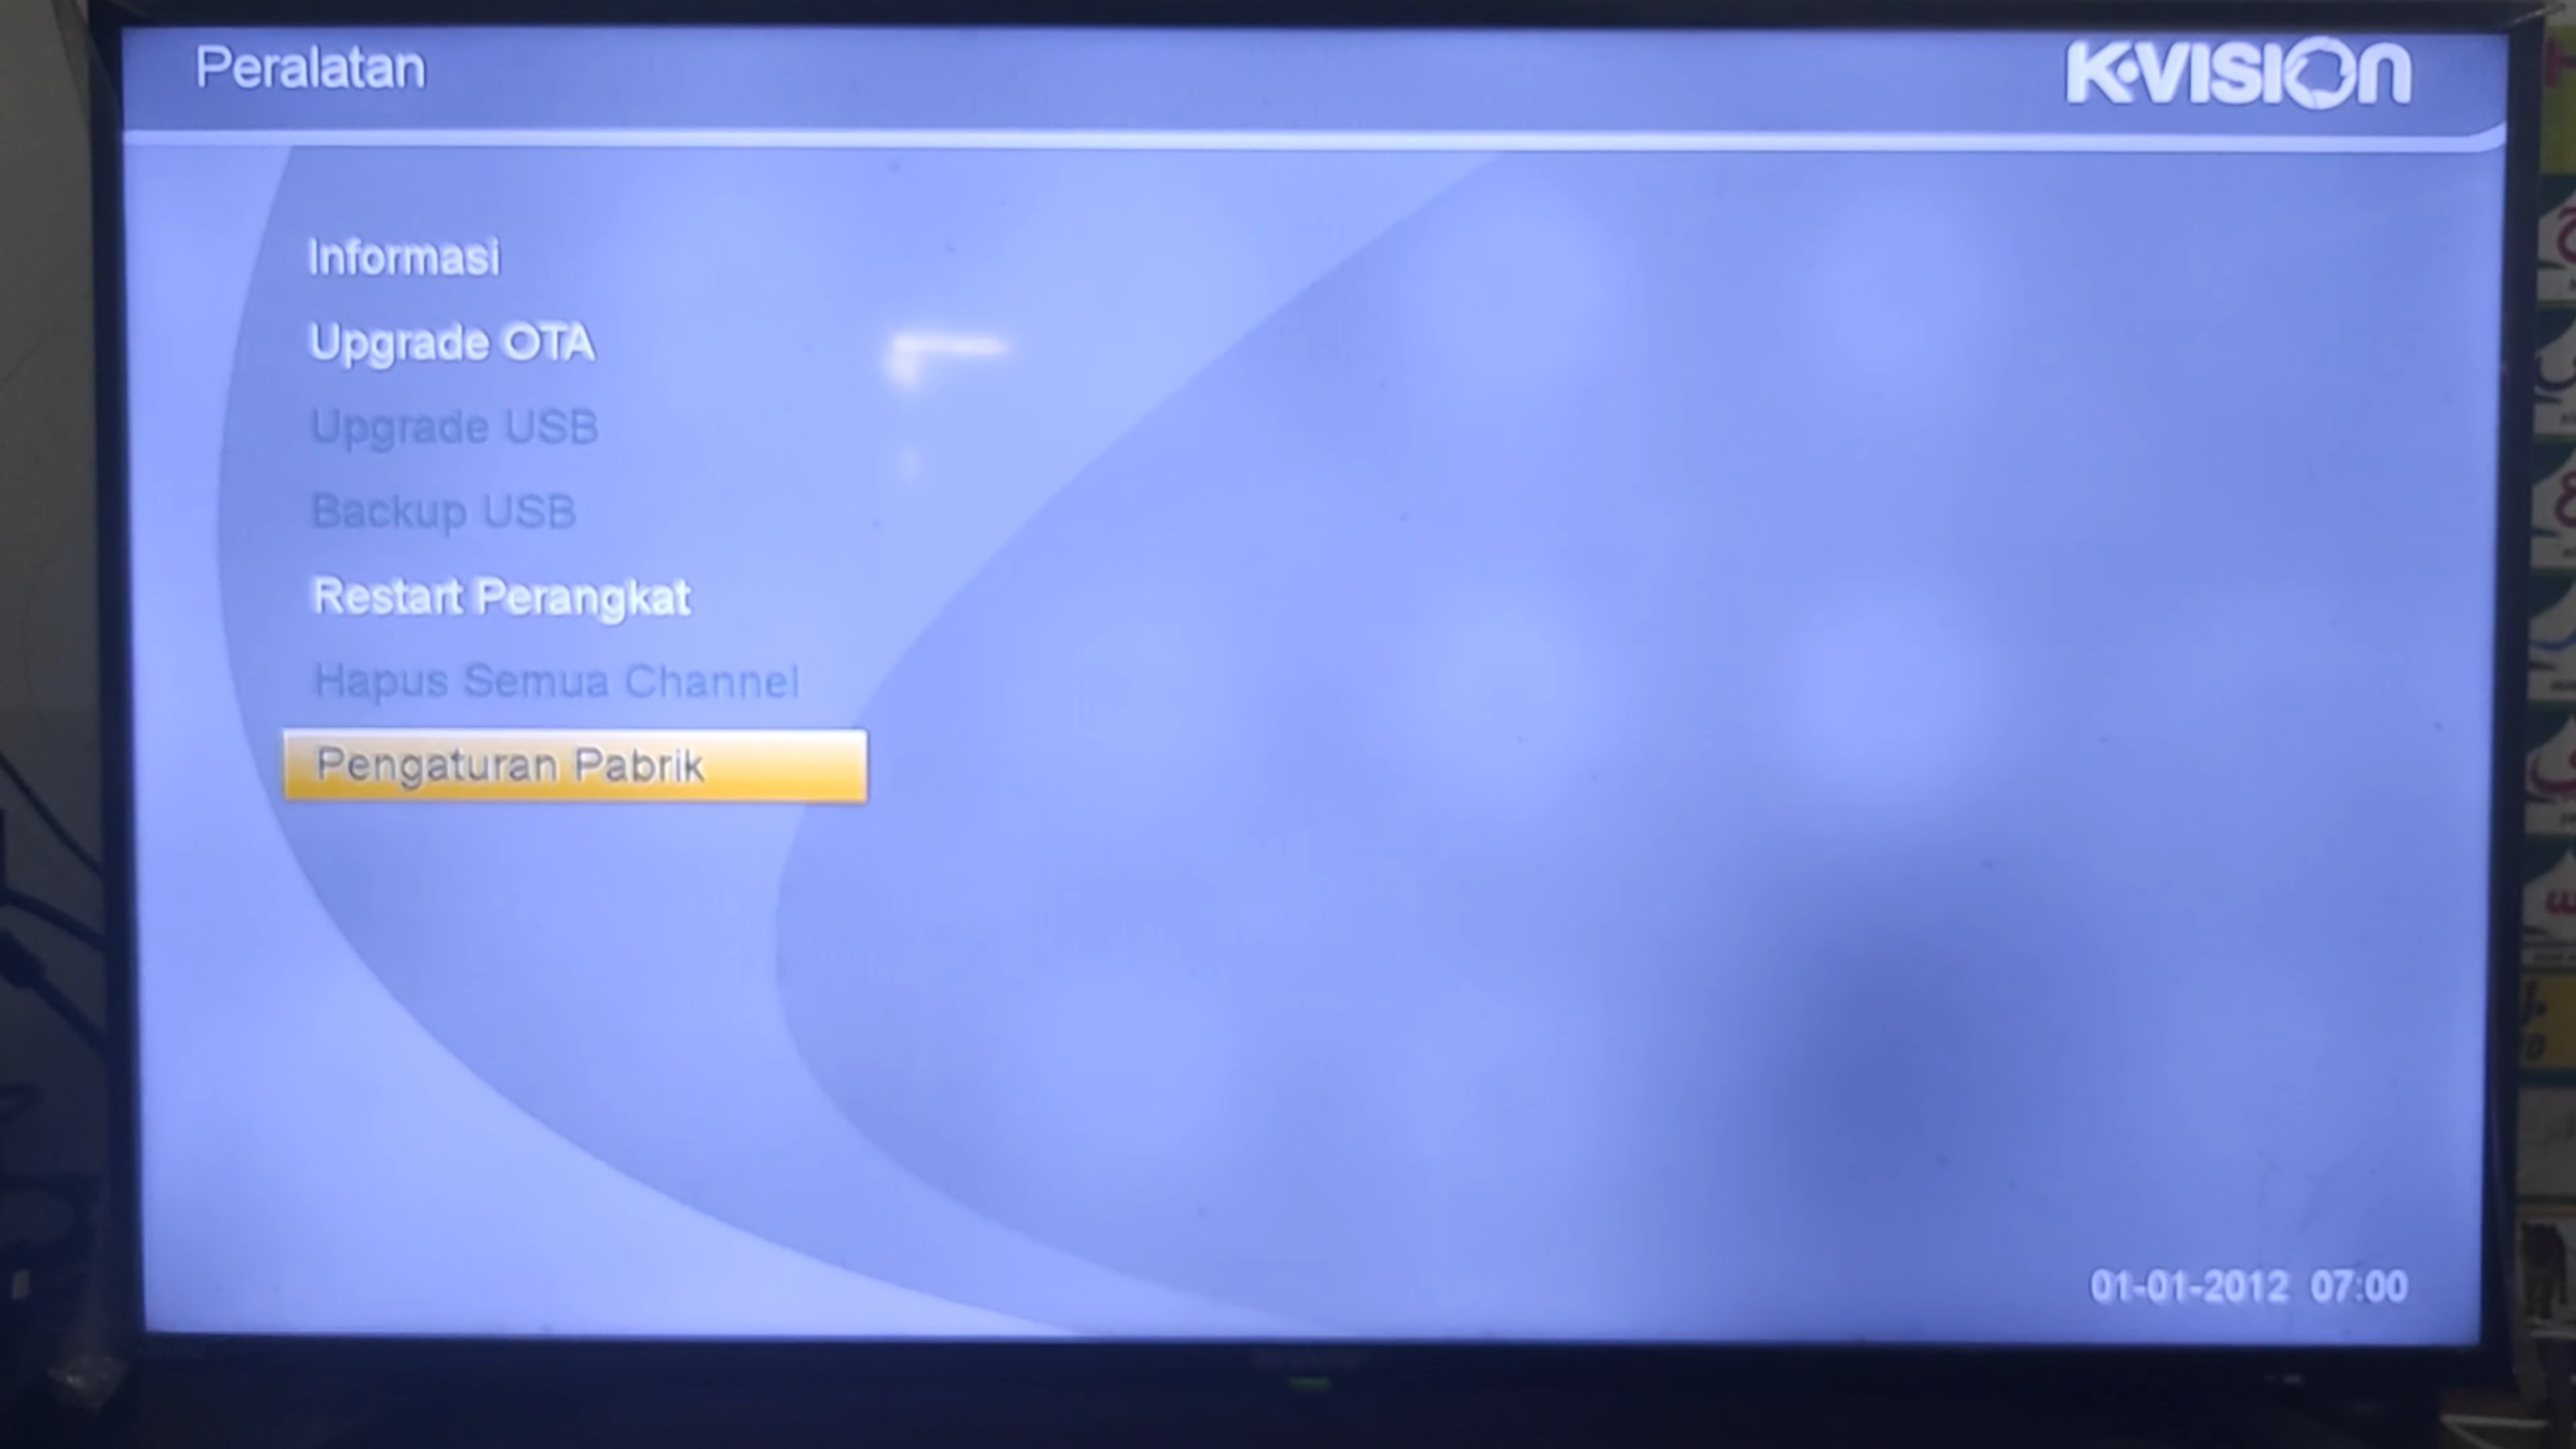 Peralatan
K-VISION
Informasi
Upgrade OTA
Upgrade USB
Backup USB
Restart Perangkat
Hapus Semua Channel
Pengaturan Pabrik
01-01-2012 07:00